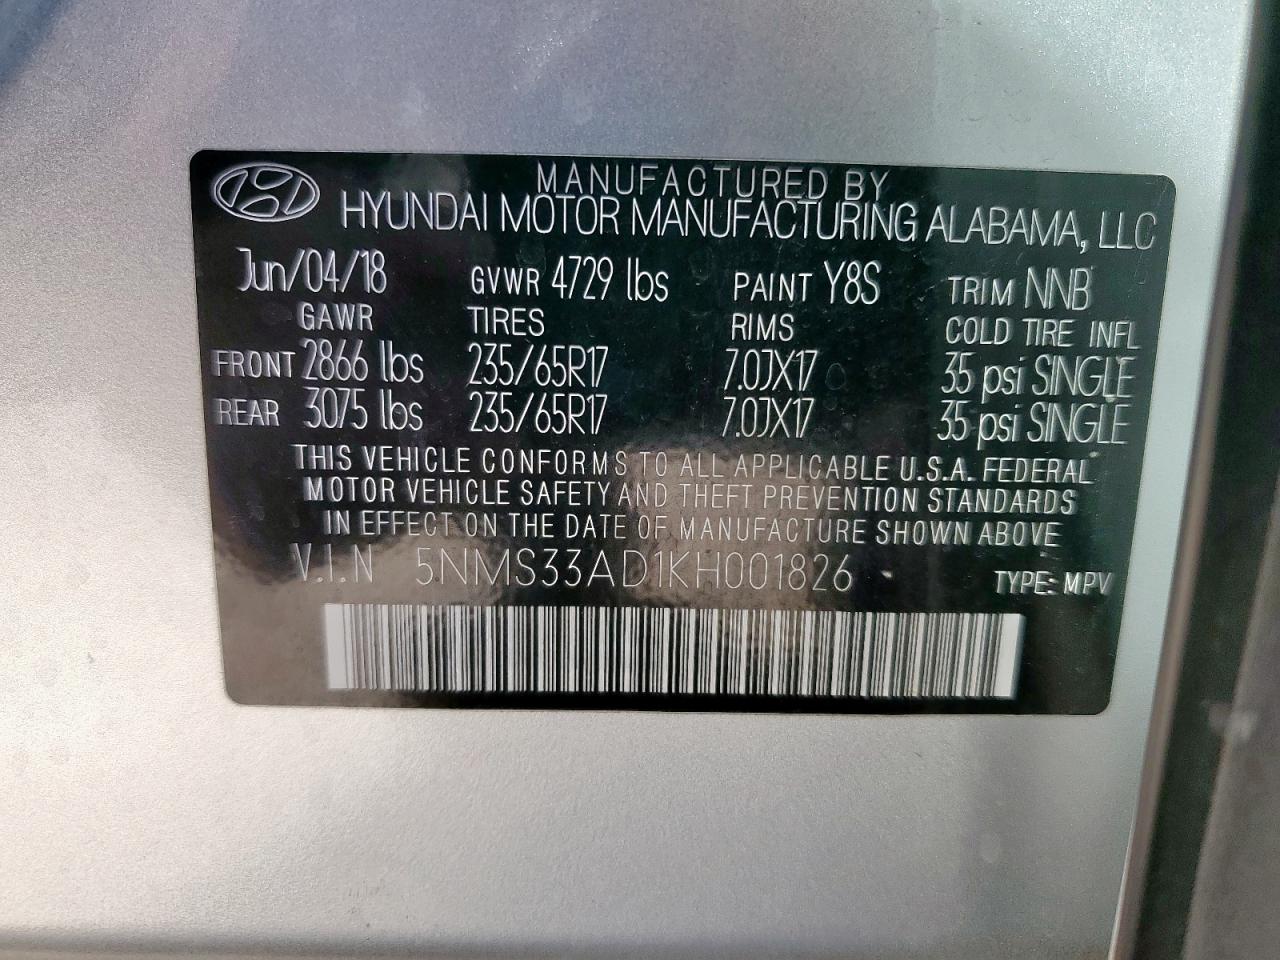 MANUFACTURED BY
HYUNDAI MOTOR MANUFACTURING ALABAMA, LLC
Jun/04/18 GVWR 4729 lbs PAINT Y8S TRIM NNB
GAWR TIRES RIMS COLD TIRE INFL
FRONT 2866 lbs 235/65R17 7.0JX17 35 psi SINGLE
REAR 3075 lbs 235/65R17 7.0JX17 35 psi SINGLE
THIS VEHICLE CONFORMS TO ALL APPLICABLE U.S.A. FEDERAL
MOTOR VEHICLE SAFETY AND THEFT PREVENTION STANDARDS
IN EFFECT ON THE DATE OF MANUFACTURE SHOWN ABOVE
V.I.N 5NMS33AD1KH001826 TYPE: MPV